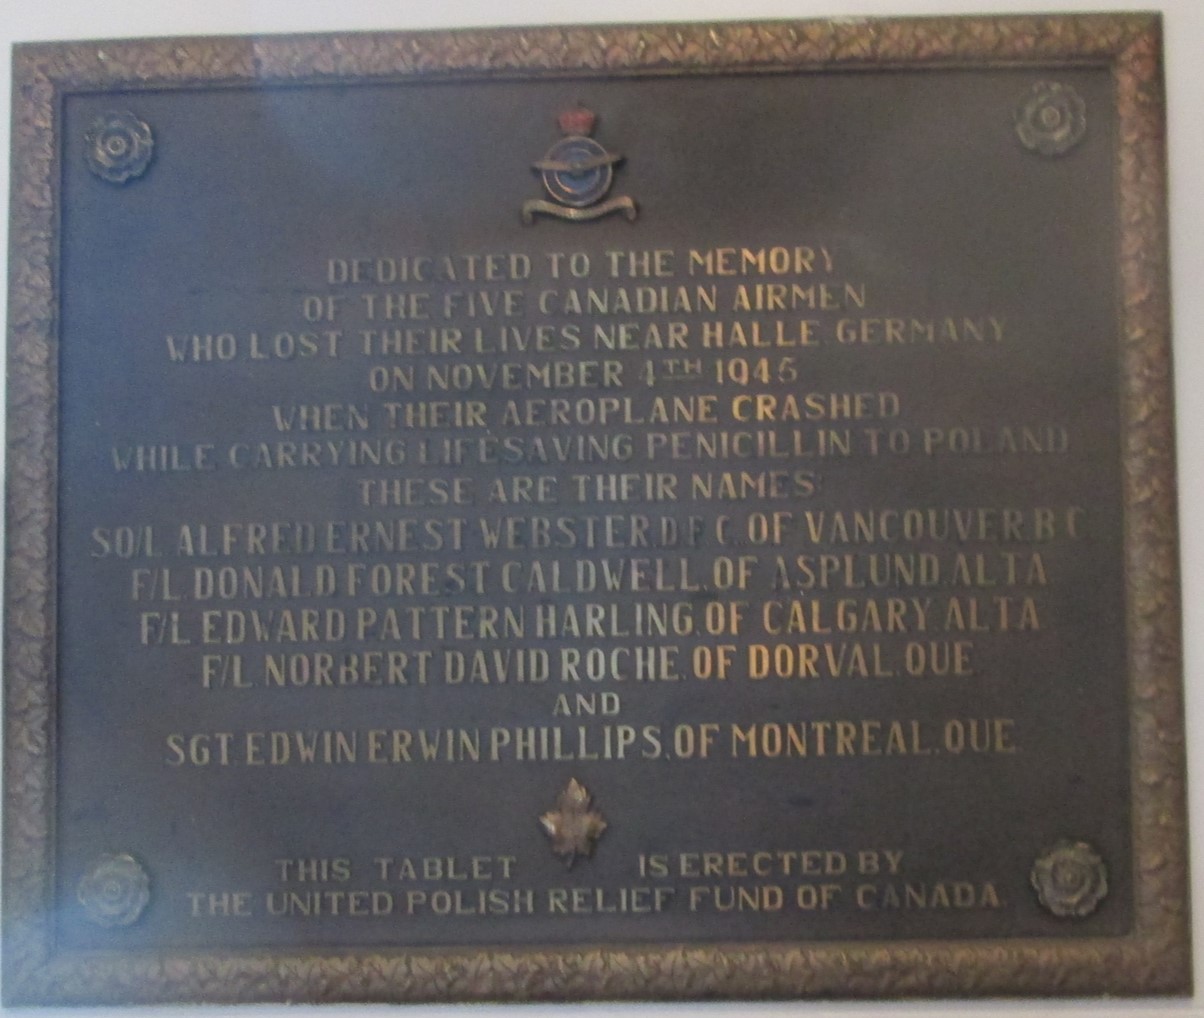 DEDICATED TO THE MEMORY
OF THE FIVE CANADIAN AIRMEN
WHO LOST THEIR LIVES NEAR HALLE GERMANY
ON NOVEMBER 4TH 1945
WHEN THEIR AEROPLANE CRASHED
WHILE CARRYING LIFESAVING PENICILLIN TO POLAND
THESE ARE THEIR NAMES:
SQ/L ALFRED ERNEST WEBSTER, D.F.C. OF VANCOUVER, B.C.
F/L. DONALD FOREST CALDWELL, OF ASPLUND, ALTA
F/L EDWARD PATTERN HARLING, OF CALGARY ALTA
F/L NORBERT DAVID ROCHE, OF DORVAL, QUE
AND
SGT. EDWIN ERWIN PHILLIPS, OF MONTREAL, QUE.
THIS TABLET IS ERECTED BY
THE UNITED POLISH RELIEF FUND OF CANADA.